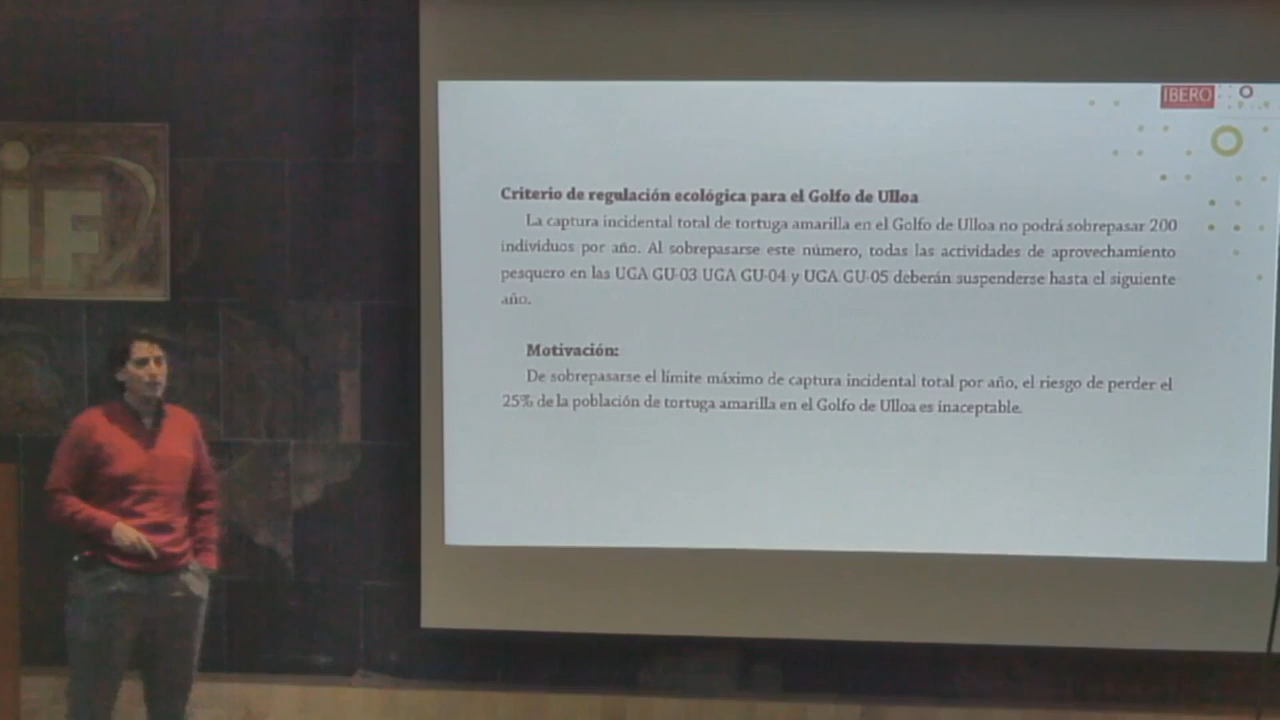 IBERO
iF
Criterio de regulación ecológica para el Golfo de Ulloa
La captura incidental total de tortuga amarilla en el Golfo de Ulloa no podrá sobrepasar 200
individuos por año. Al sobrepasarse este número, todas las actividades de aprovechamiento
pesquero en las UGA GU-03 UGA GU-04 y UGA GU-05 deberán suspenderse hasta el siguiente
año.
Motivación:
De sobrepasarse el límite máximo de captura incidental total por año, el riesgo de perder el
25% de la población de tortuga amarilla en el Golfo de Ulloa es inaceptable.